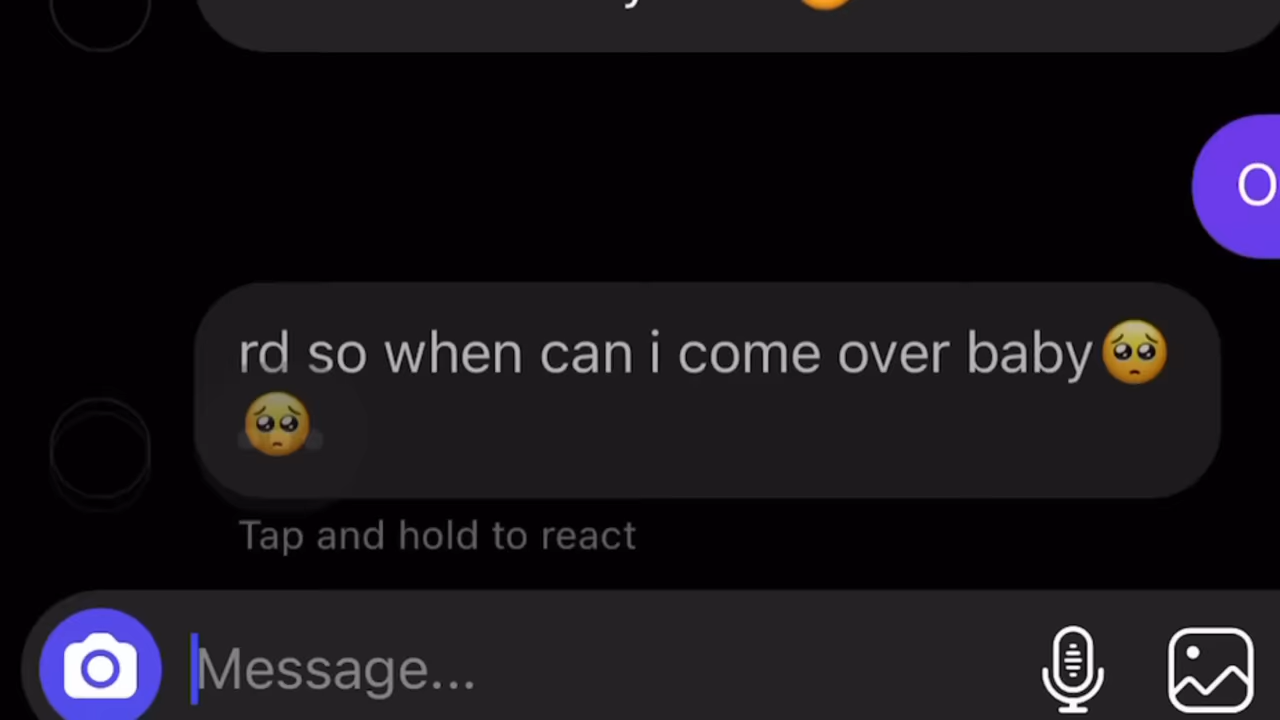 O
rd so when can i come over baby🥺
🥺
Tap and hold to react
Message...